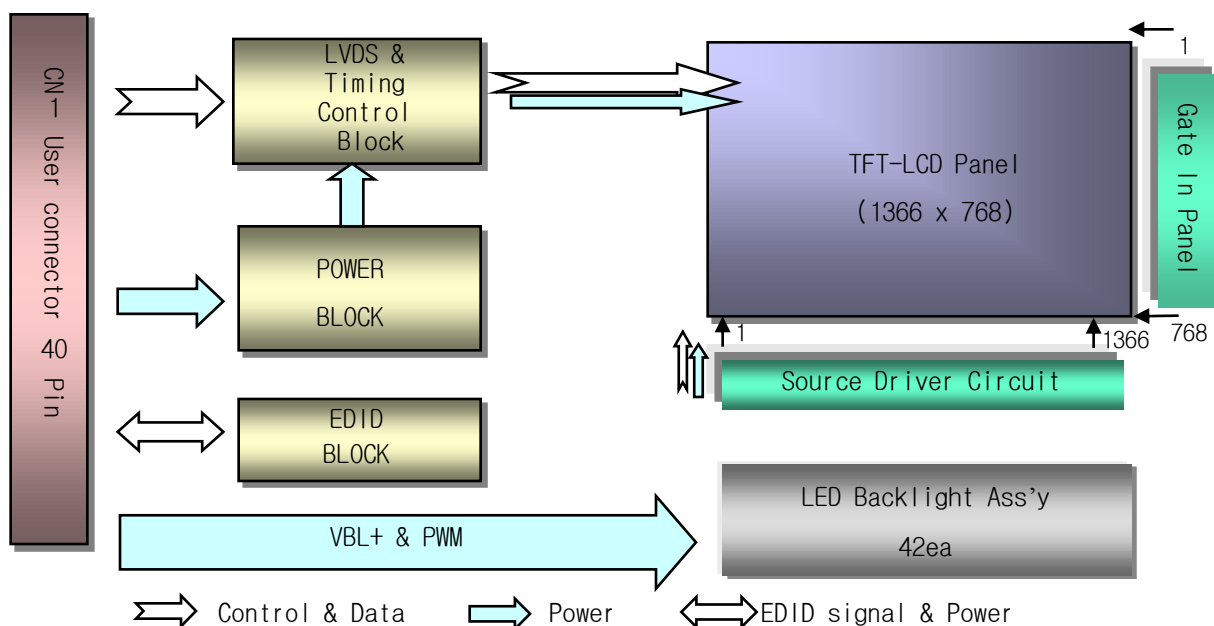 CN1- User connector 40 Pin
LVDS &
Timing
Control
Block
POWER
BLOCK
EDID
BLOCK
VBL+ & PWM
TFT-LCD Panel
(1366 x 768)
1
Gate In Panel
768
1
1366
Source Driver Circuit
LED Backlight Ass’y
42ea
Control & Data
Power
EDID signal & Power